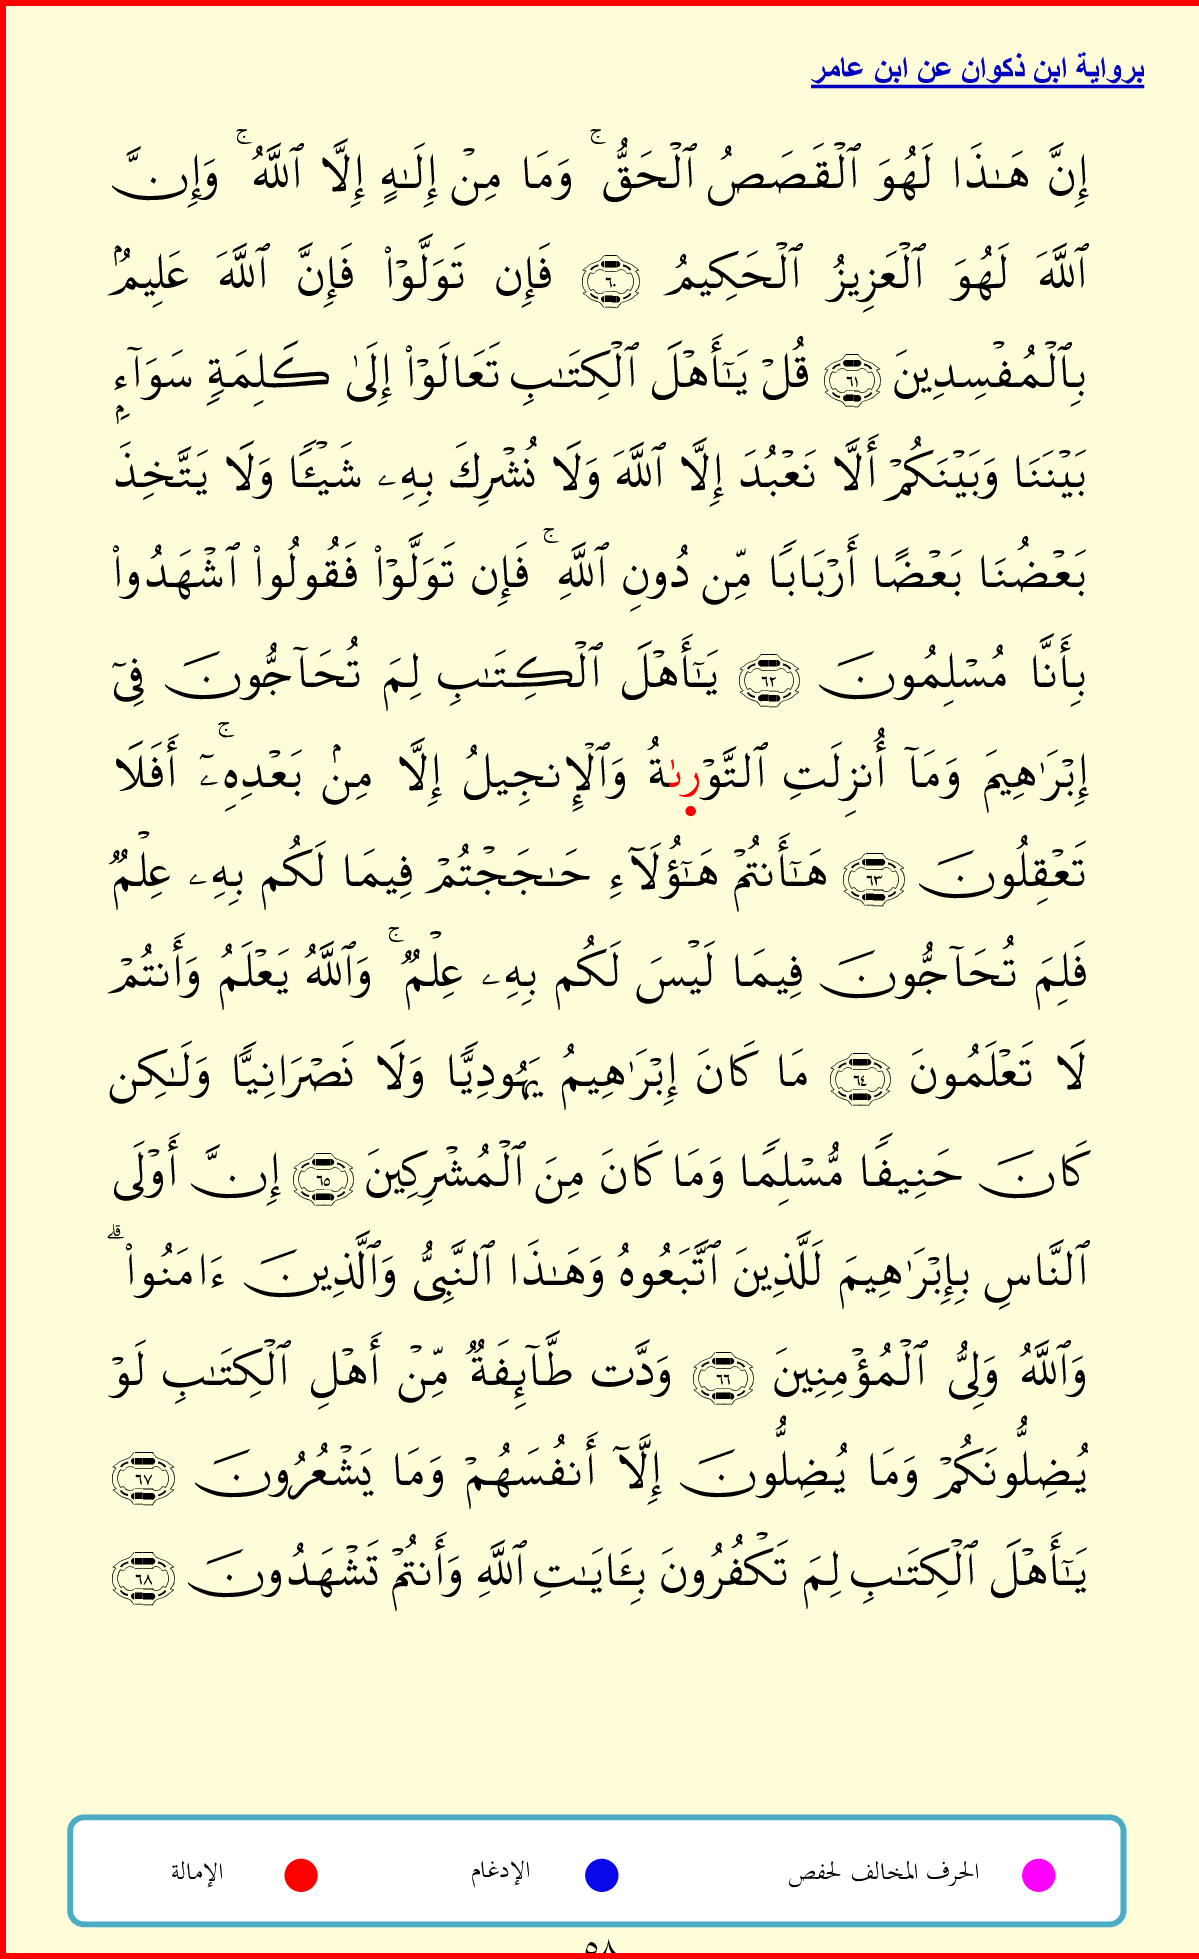 برواية ابن ذكوان عن ابن عامر
إِنَّ هَـٰذَا لَهُوَ ٱلۡقَصَصُ ٱلۡحَقُّ ۚ وَمَا مِنۡ إِلَـٰهٍ إِلَّا ٱللَّهُ ۚ وَإِنَّ
ٱللَّهَ لَهُوَ ٱلۡعَزِيزُ ٱلۡحَكِيمُ ٦٠ فَإِن تَوَلَّوۡاْ فَإِنَّ ٱللَّهَ عَلِيمُۢ
بِٱلۡمُفۡسِدِينَ ٦١ قُلۡ يَـٰٓأَهۡلَ ٱلۡكِتَـٰبِ تَعَالَوۡاْ إِلَىٰ كَلِمَةٖ سَوَآءِۭ
بَيۡنَنَا وَبَيۡنَكُمۡ أَلَّا نَعۡبُدَ إِلَّا ٱللَّهَ وَلَا نُشۡرِكَ بِهِۦ شَيۡـٔٗا وَلَا يَتَّخِذَ
بَعۡضُنَا بَعۡضًا أَرۡبَابٗا مِّن دُونِ ٱللَّهِ ۚ فَإِن تَوَلَّوۡاْ فَقُولُواْ ٱشۡهَدُواْ
بِأَنَّا مُسۡلِمُونَ ٦٢ يَـٰٓأَهۡلَ ٱلۡكِتَـٰبِ لِمَ تُحَآجُّونَ فِيٓ
إِبۡرَٰهِيمَ وَمَآ أُنزِلَتِ ٱلتَّوۡرىٰةُ وَٱلۡإِنجِيلُ إِلَّا مِنۢ بَعۡدِهِۦٓ ۚ أَفَلَا
تَعۡقِلُونَ ٦٣ هَـٰٓأَنتُمۡ هَـٰٓؤُلَآءِ حَـٰجَجۡتُمۡ فِيمَا لَكُم بِهِۦ عِلۡمٞ
فَلِمَ تُحَآجُّونَ فِيمَا لَيۡسَ لَكُم بِهِۦ عِلۡمٞ ۚ وَٱللَّهُ يَعۡلَمُ وَأَنتُمۡ
لَا تَعۡلَمُونَ ٦٤ مَا كَانَ إِبۡرَٰهِيمُ يَهُودِيّٗا وَلَا نَصۡرَانِيّٗا وَلَـٰكِن
كَانَ حَنِيفٗا مُّسۡلِمٗا وَمَا كَانَ مِنَ ٱلۡمُشۡرِكِينَ ٦٥ إِنَّ أَوۡلَى
ٱلنَّاسِ بِإِبۡرَٰهِيمَ لَلَّذِينَ ٱتَّبَعُوهُ وَهَـٰذَا ٱلنَّبِيُّ وَٱلَّذِينَ ءَامَنُواْ ۗ
وَٱللَّهُ وَلِيُّ ٱلۡمُؤۡمِنِينَ ٦٦ وَدَّت طَّآئِفَةٞ مِّنۡ أَهۡلِ ٱلۡكِتَـٰبِ لَوۡ
يُضِلُّونَكُمۡ وَمَا يُضِلُّونَ إِلَّآ أَنفُسَهُمۡ وَمَا يَشۡعُرُونَ ٦٧
يَـٰٓأَهۡلَ ٱلۡكِتَـٰبِ لِمَ تَكۡفُرُونَ بِـَٔايَـٰتِ ٱللَّهِ وَأَنتُمۡ تَشۡهَدُونَ ٦٨
الحرف المخالف لحفص الإدغام الإمالة
٥٨